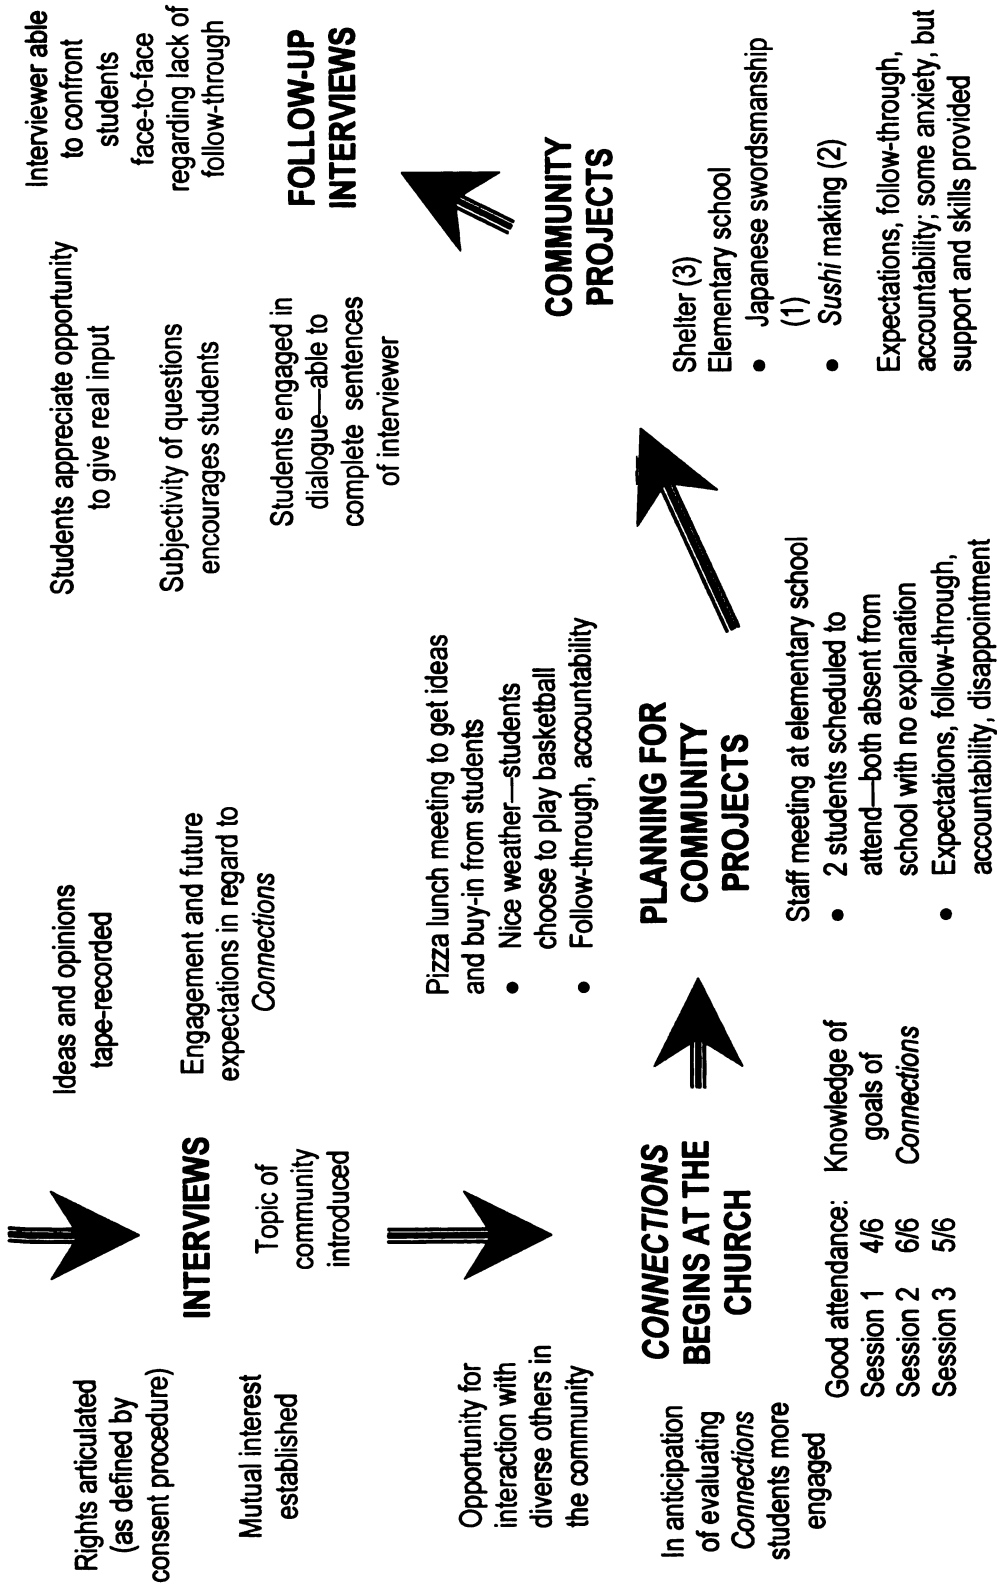 Rights articulated
(as defined by
consent procedure)
Mutual interest
established
INTERVIEWS
Topic of
community
introduced
Ideas and opinions
tape-recorded
Engagement and future
expectations in regard to
Connections
Opportunity for
interaction with
diverse others in
the community
In anticipation
of evaluating
Connections
students more
engaged
CONNECTIONS
BEGINS AT THE
CHURCH
Good attendance:
Session 1 4/6
Session 2 6/6
Session 3 5/6
Knowledge of
goals of
Connections
Pizza lunch meeting to get ideas
and buy-in from students
• Nice weather—students
choose to play basketball
• Follow-through, accountability
PLANNING FOR
COMMUNITY
PROJECTS
Staff meeting at elementary school
• 2 students scheduled to
attend—both absent from
school with no explanation
• Expectations, follow-through,
accountability, disappointment
COMMUNITY
PROJECTS
Shelter (3)
Elementary school
• Japanese swordsmanship
(1)
• Sushi making (2)
Expectations, follow-through,
accountability; some anxiety, but
support and skills provided
FOLLOW-UP
INTERVIEWS
Students appreciate opportunity
to give real input
Subjectivity of questions
encourages students
Students engaged in
dialogue—able to
complete sentences
of interviewer
Interviewer able
to confront
students
face-to-face
regarding lack of
follow-through